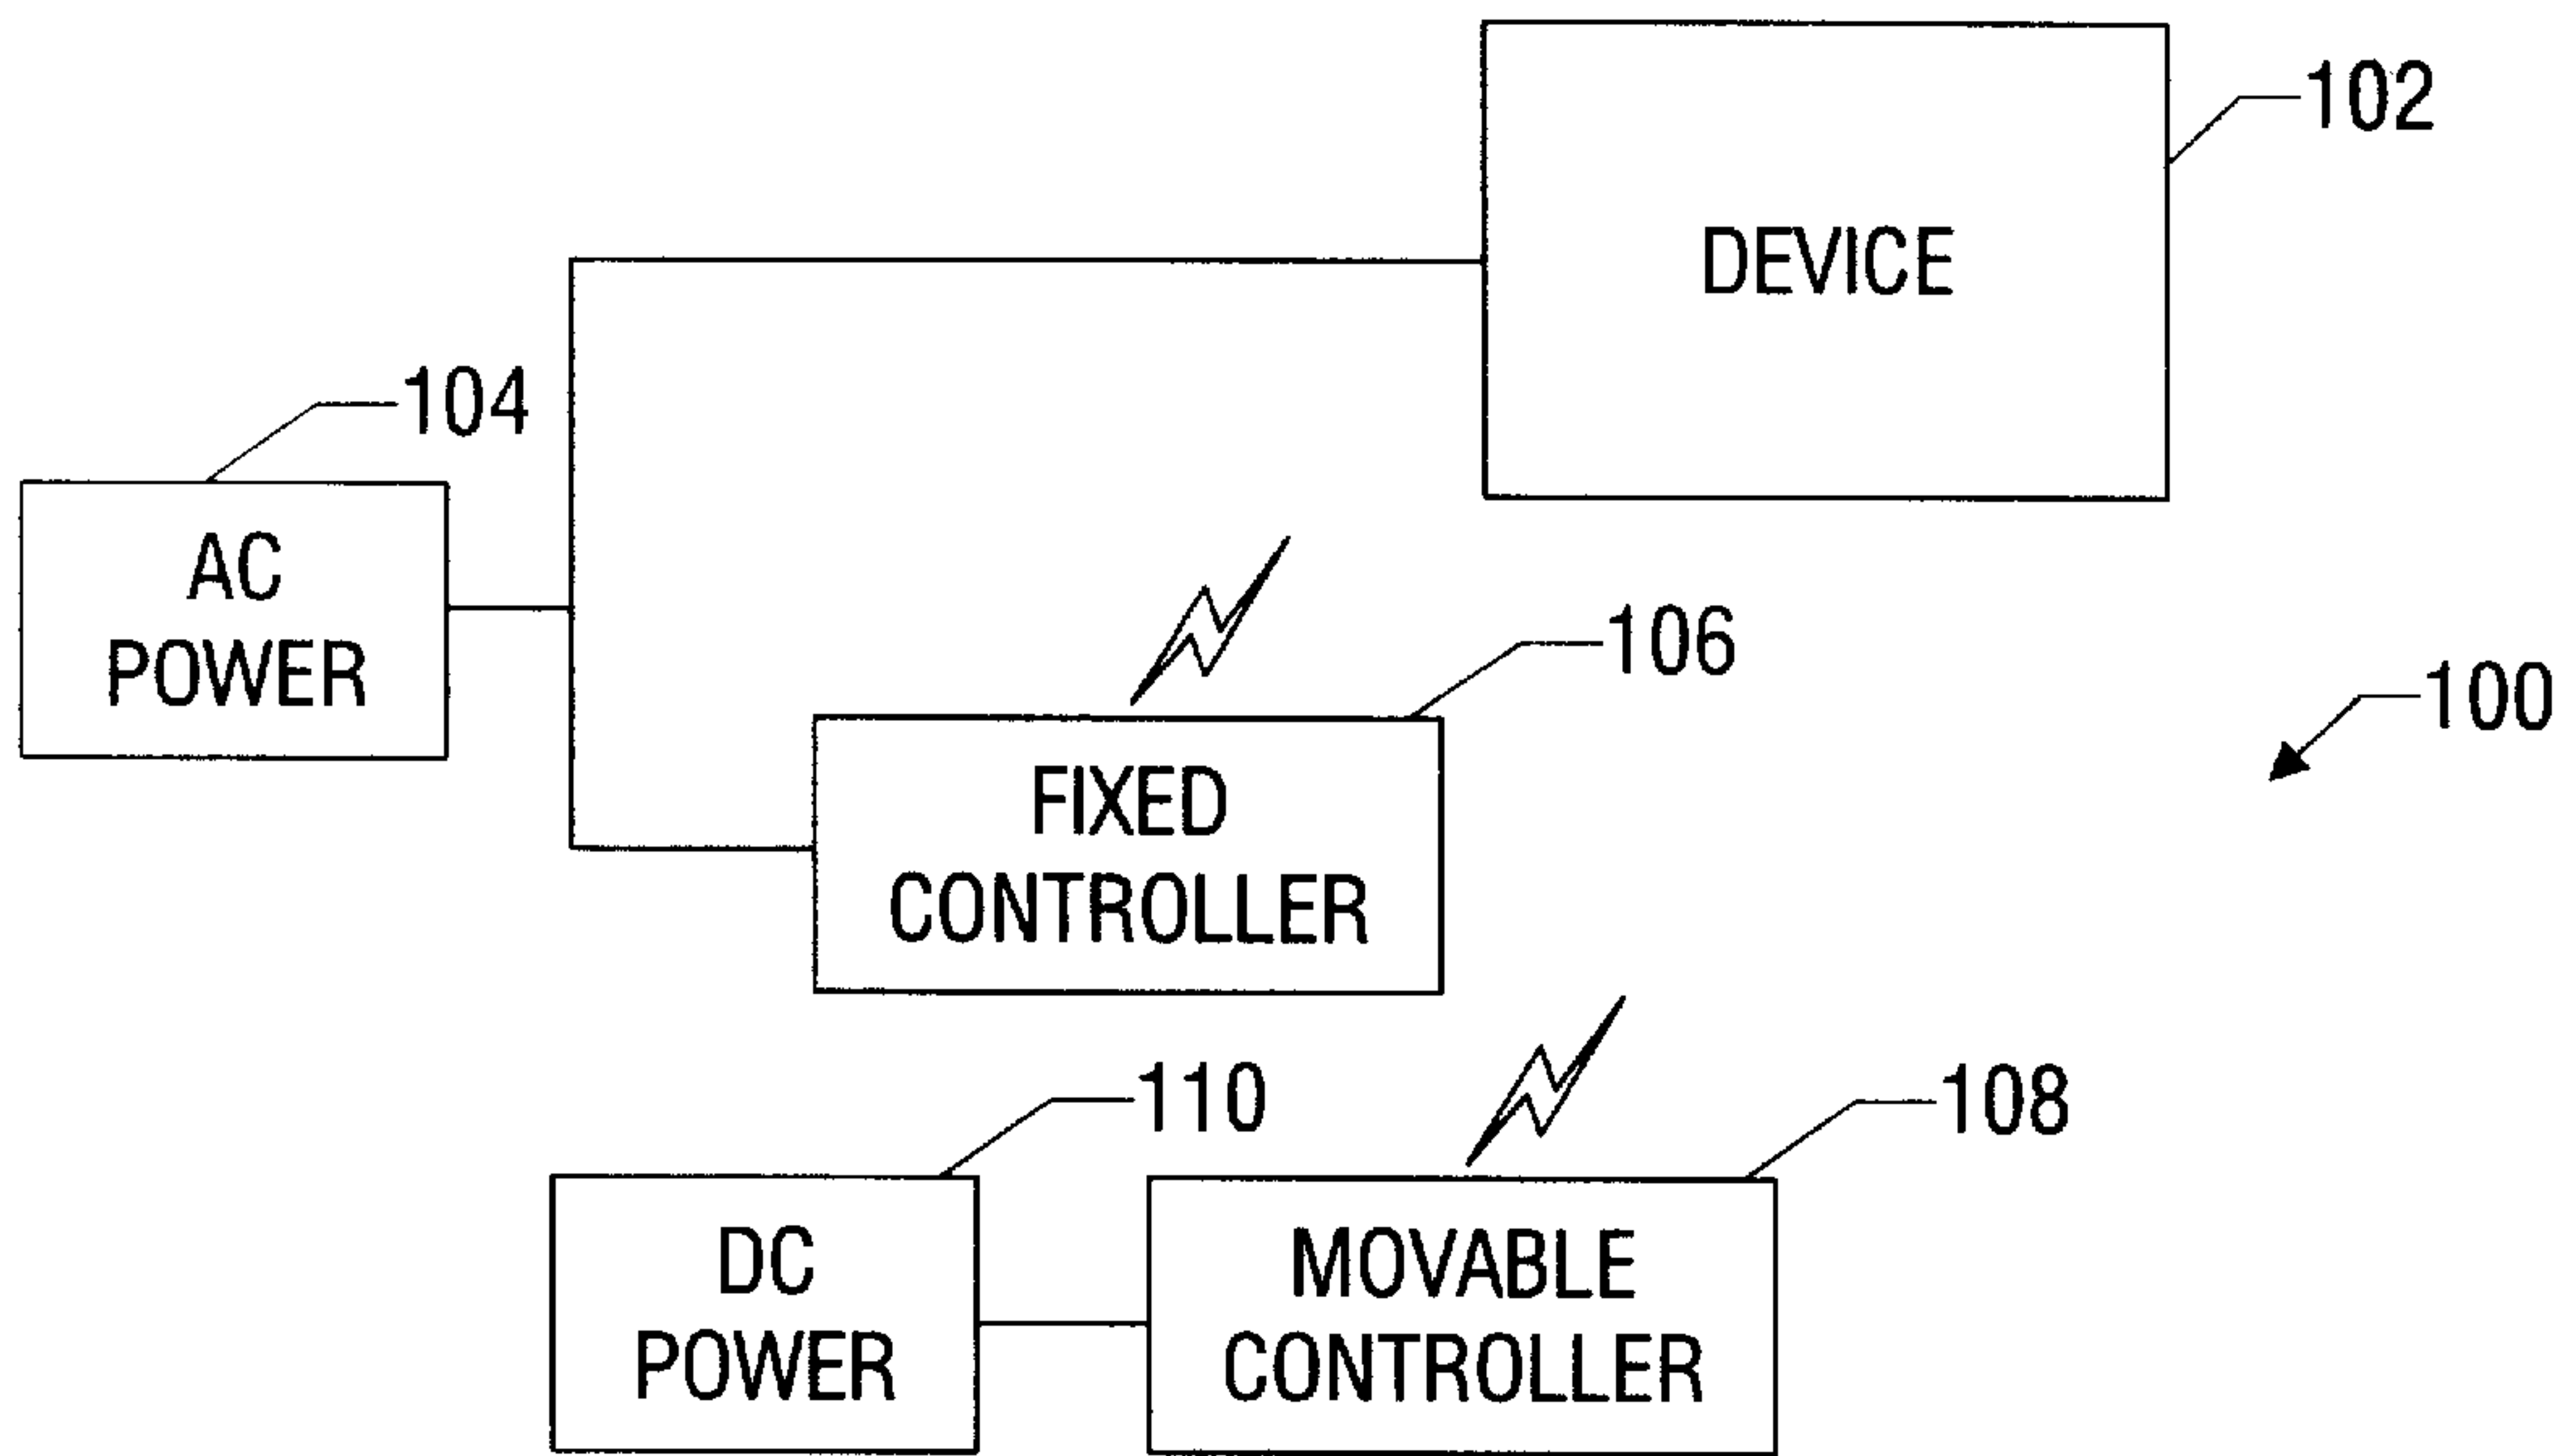 102
DEVICE
104
AC
POWER
106
100
FIXED
CONTROLLER
110
108
DC
POWER
MOVABLE
CONTROLLER